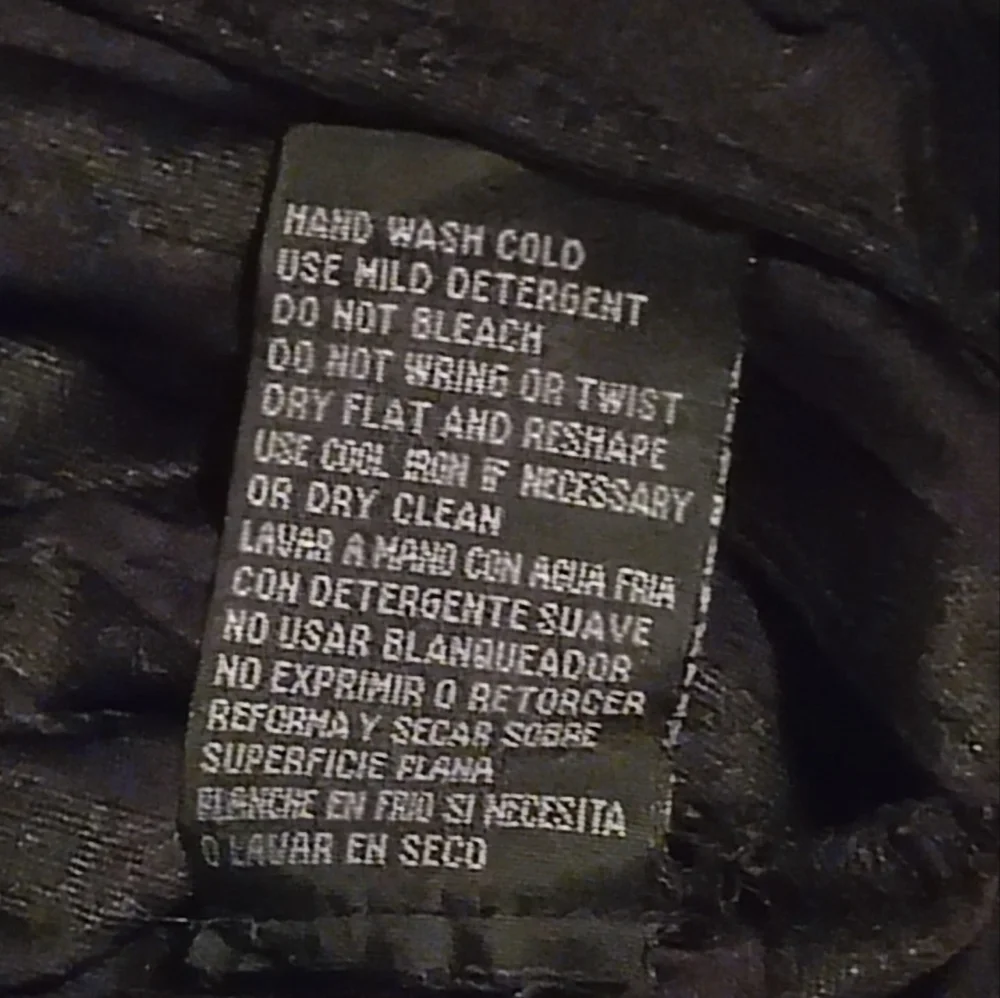 HAND WASH COLD
USE MILD DETERGENT
DO NOT BLEACH
DO NOT WRING OR TWIST
DRY FLAT AND RESHAPE
USE COOL IRON IF NECESSARY
OR DRY CLEAN
LAVAR A MANO CON AGUA FRIA
CON DETERGENTE SUAVE
NO USAR BLANQUEADOR
NO EXPRIMIR O RETORCER
REFORMA Y SECAR SOBRE
SUPERFICIE PLANA
PLANCHE EN FRIO SI NECESITA
O LAVAR EN SECO